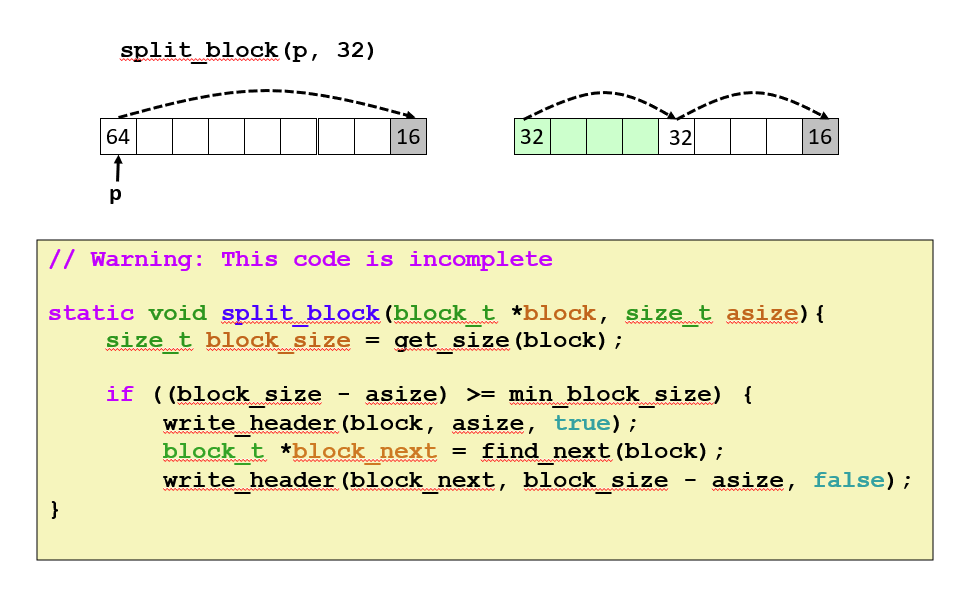 split_block(p, 32)
64 16 32 32 16
p
// Warning: This code is incomplete
static void split_block(block_t *block, size_t asize){
size_t block_size = get_size(block);
if ((block_size - asize) >= min_block_size) {
write_header(block, asize, true);
block_t *block_next = find_next(block);
write_header(block_next, block_size - asize, false);
}